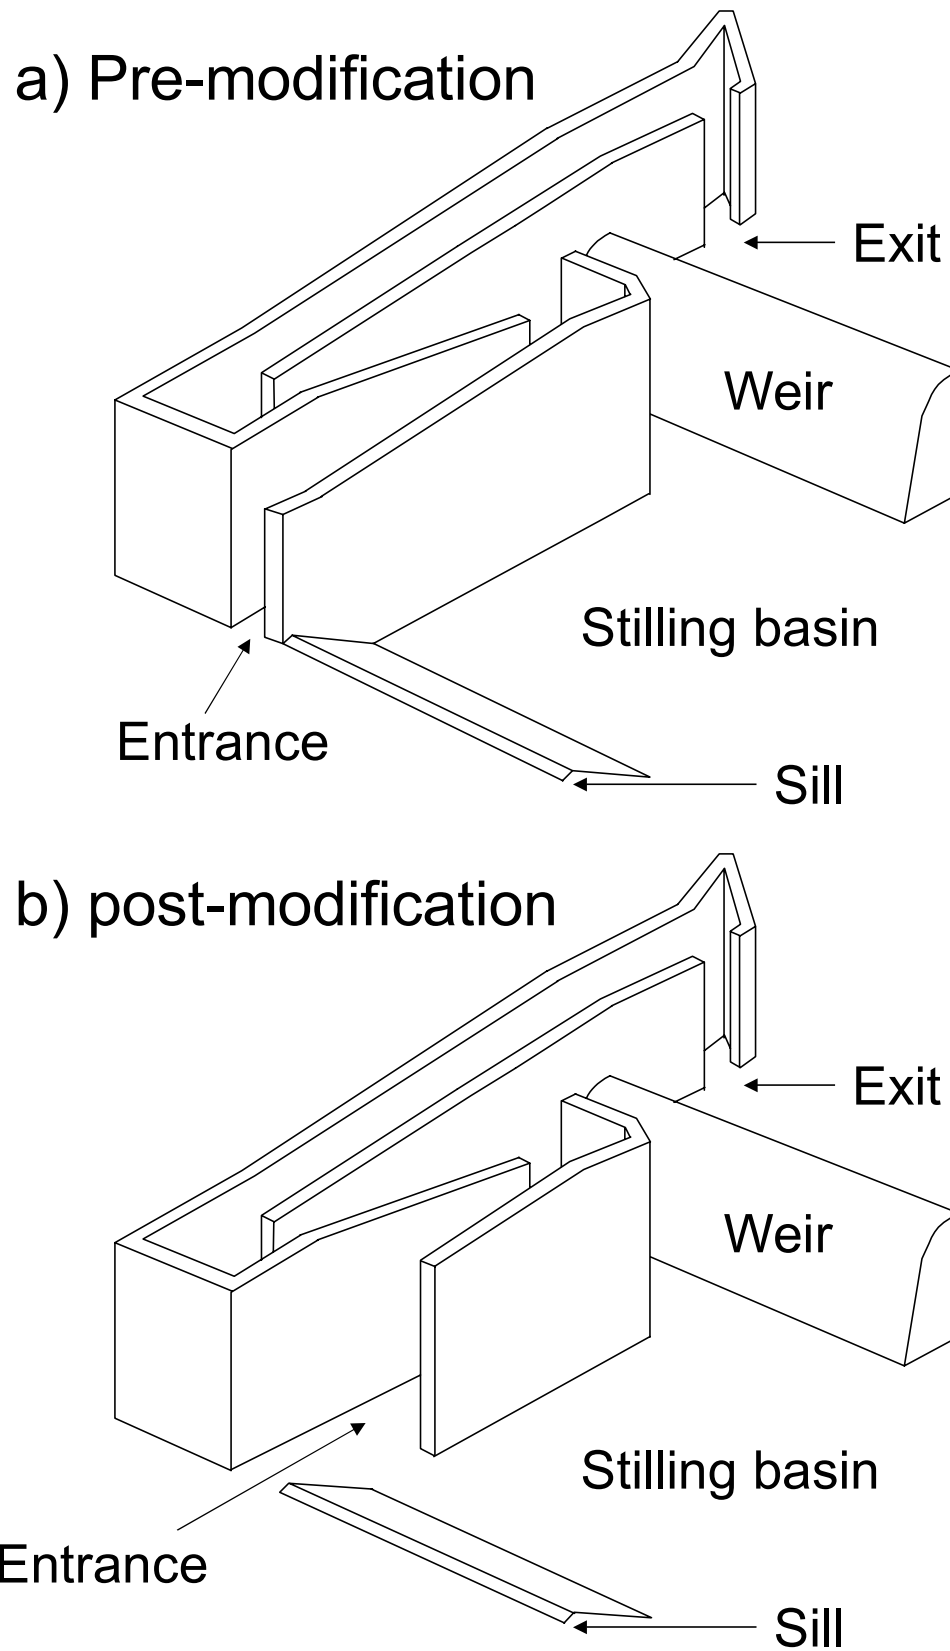 a) Pre-modification
Exit
Weir
Stilling basin
Entrance
Sill
b) post-modification
Exit
Weir
Stilling basin
Entrance
Sill